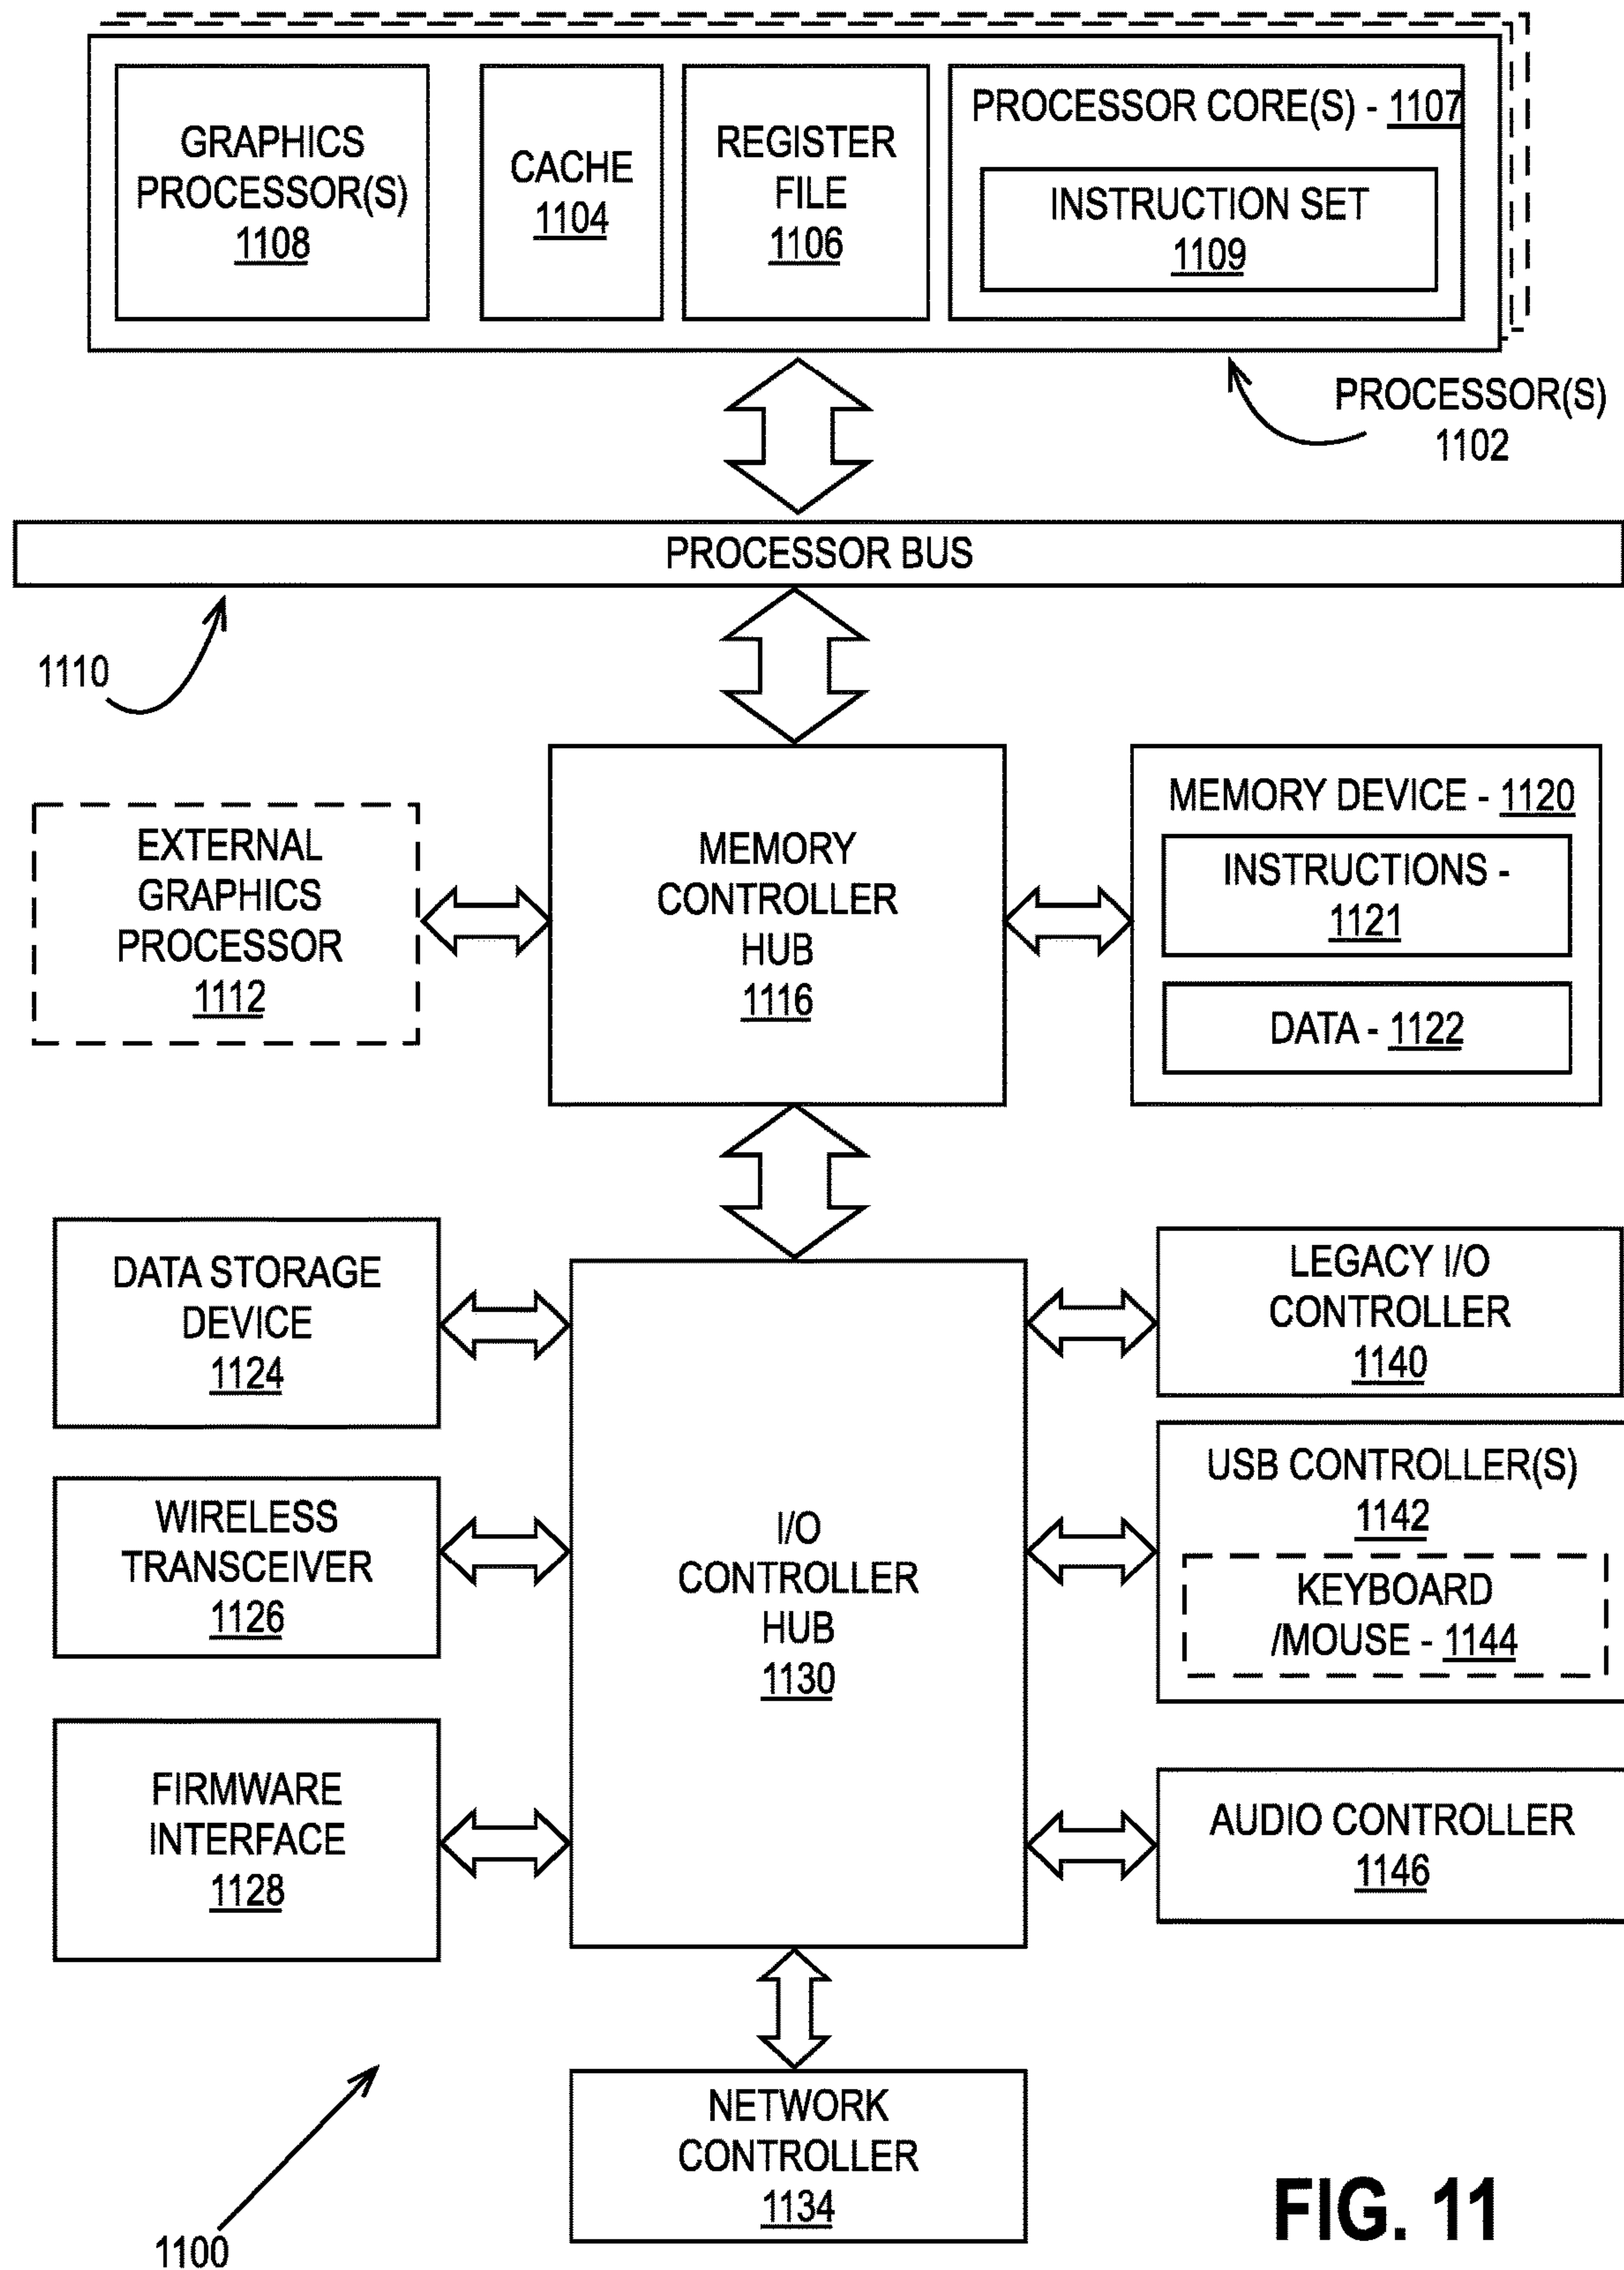 GRAPHICS
PROCESSOR(S)
1108
CACHE
1104
REGISTER
FILE
1106
PROCESSOR CORE(S) - 1107
INSTRUCTION SET
1109
PROCESSOR(S)
1102
PROCESSOR BUS
1110
EXTERNAL
GRAPHICS
PROCESSOR
1112
MEMORY
CONTROLLER
HUB
1116
MEMORY DEVICE - 1120
INSTRUCTIONS -
1121
DATA - 1122
DATA STORAGE
DEVICE
1124
LEGACY I/O
CONTROLLER
1140
WIRELESS
TRANSCEIVER
1126
I/O
CONTROLLER
HUB
1130
USB CONTROLLER(S)
1142
KEYBOARD
/MOUSE - 1144
FIRMWARE
INTERFACE
1128
AUDIO CONTROLLER
1146
NETWORK
CONTROLLER
1134
1100
FIG. 11